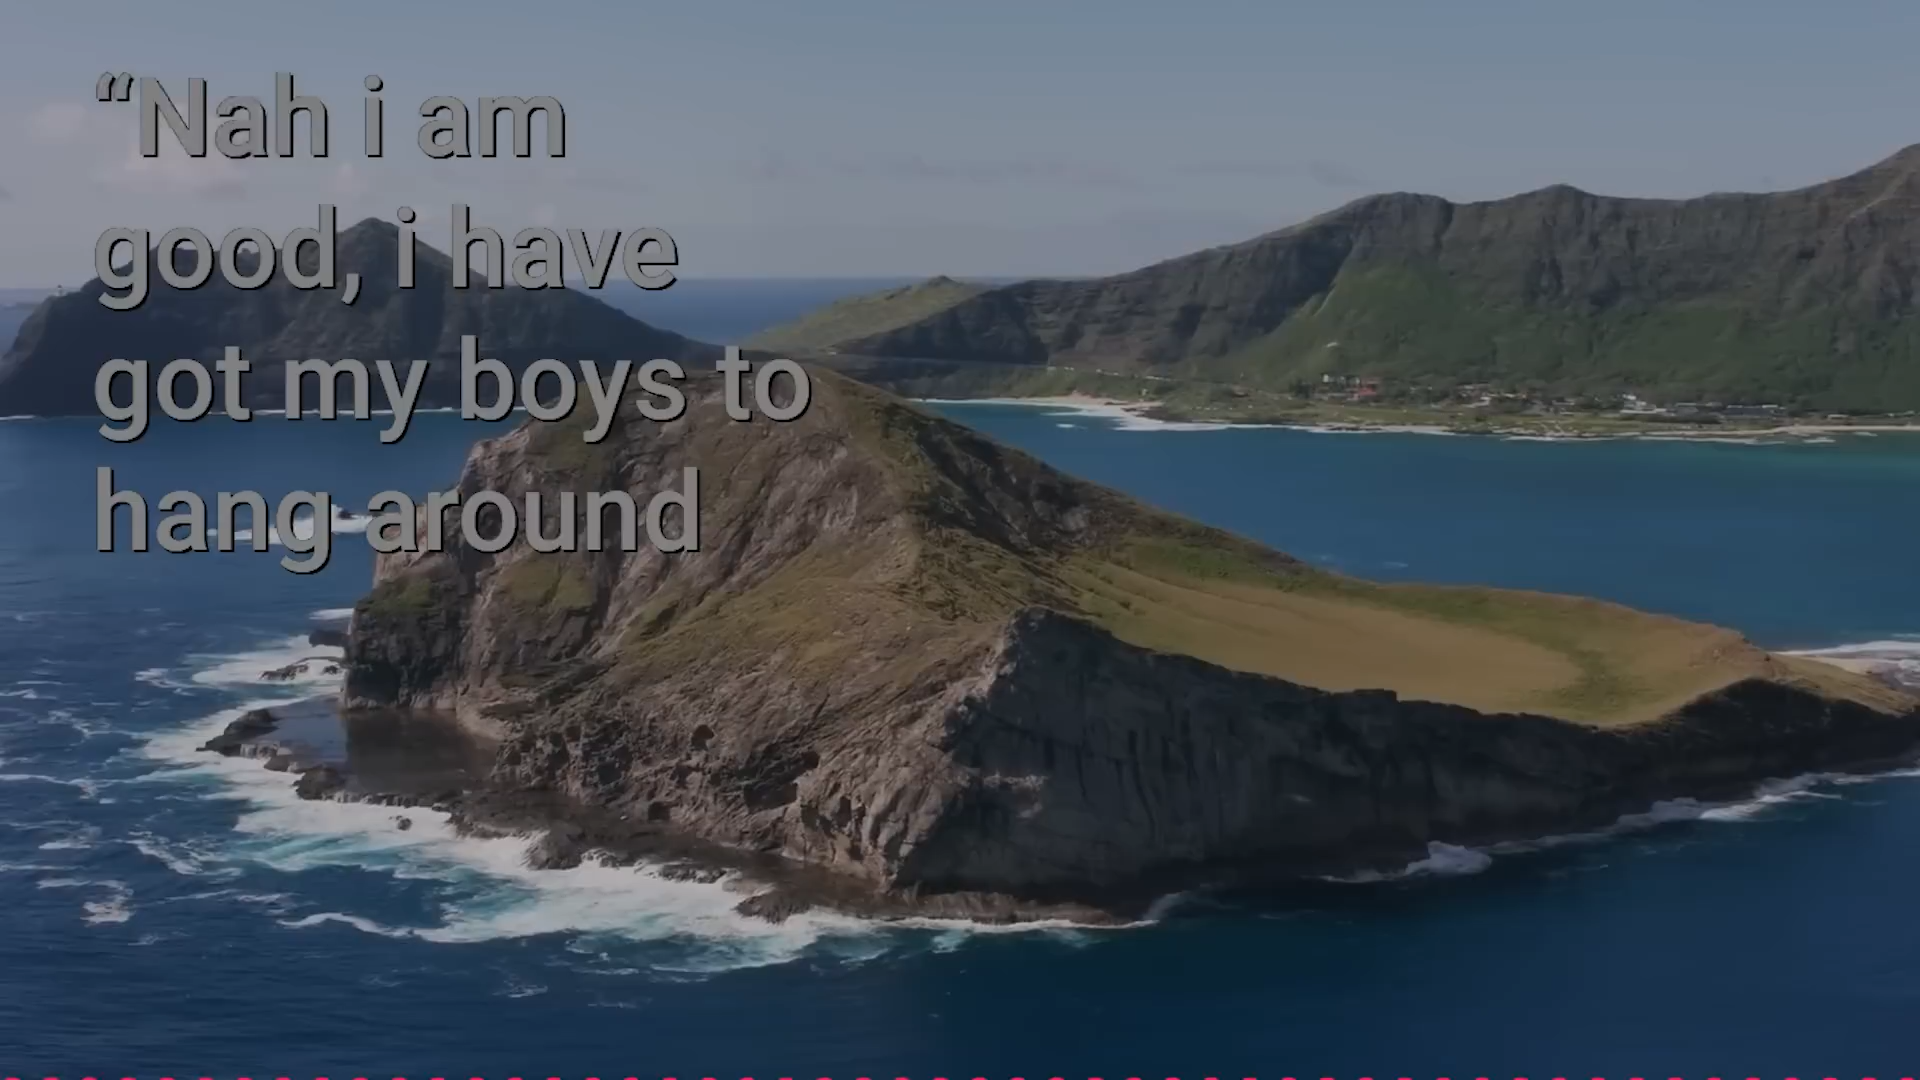 “Nah i am
good, i have
got my boys to
hang around